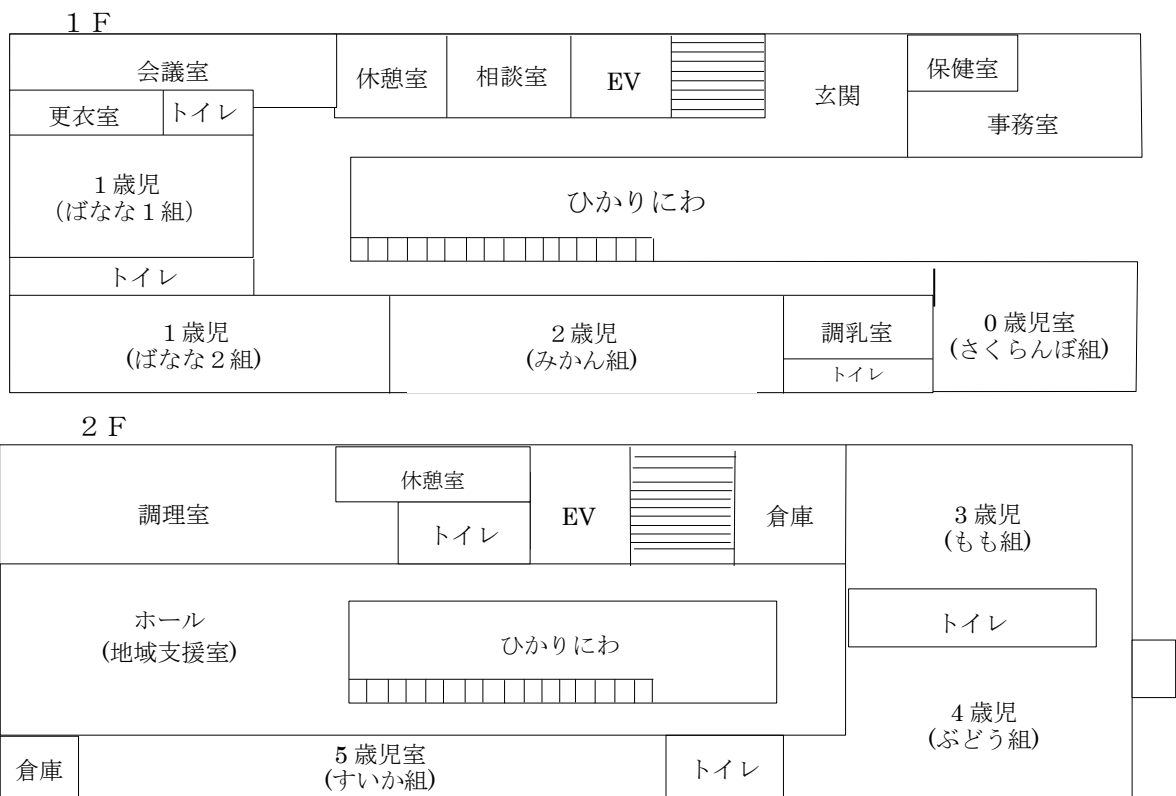 １Ｆ
会議室
休憩室
相談室
EV
玄関
保健室
事務室
更衣室
トイレ
１歳児
(ばなな１組)
ひかりにわ
トイレ
１歳児
(ばなな２組)
２歳児
(みかん組)
調乳室
トイレ
０歳児室
(さくらんぼ組)
２Ｆ
調理室
休憩室
トイレ
EV
倉庫
３歳児
(もも組)
トイレ
ホール
(地域支援室)
ひかりにわ
４歳児
(ぶどう組)
倉庫
５歳児室
(すいか組)
トイレ